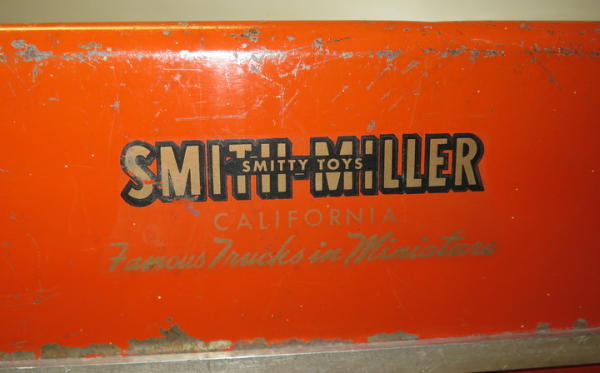 SMITH-MILLER
SMITTY TOYS
CALIFORNIA
Famous Trucks in Miniature